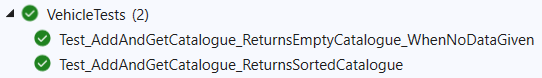 VehicleTests (2)
Test_AddAndGetCatalogue_ReturnsEmptyCatalogue_WhenNoDataGiven
Test_AddAndGetCatalogue_ReturnsSortedCatalogue